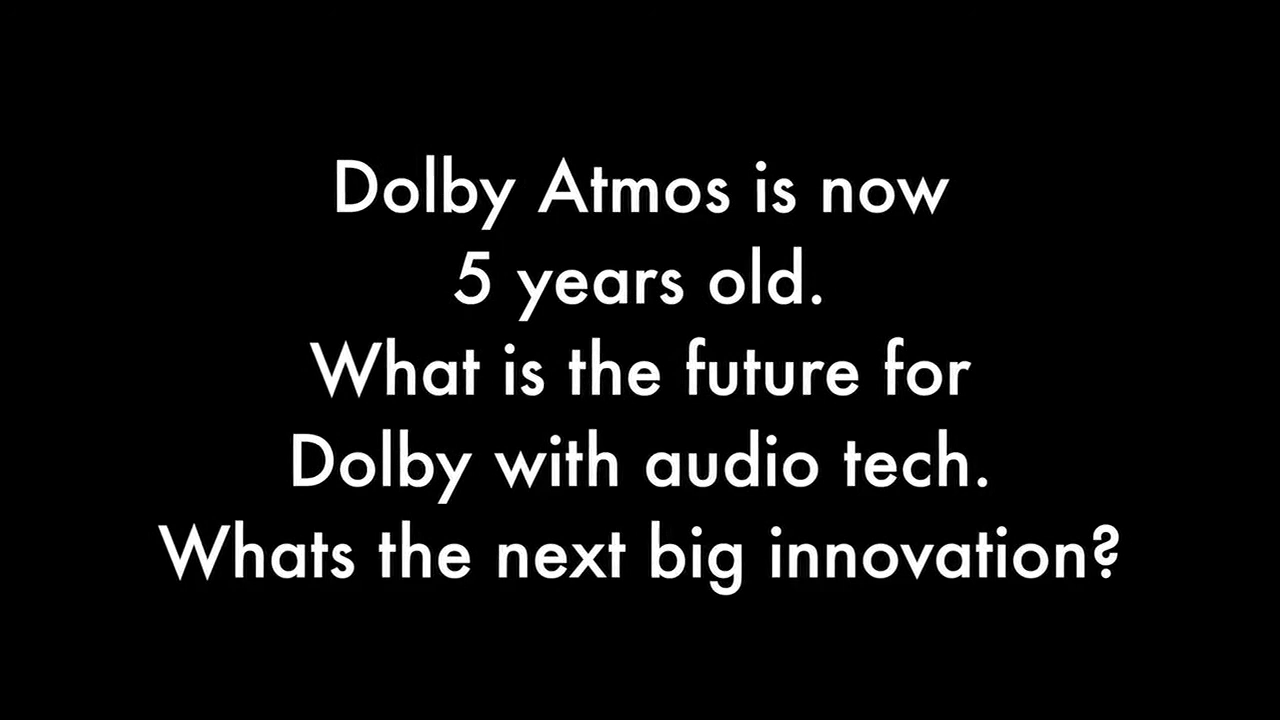 Dolby Atmos is now
5 years old.
What is the future for
Dolby with audio tech.
Whats the next big innovation?